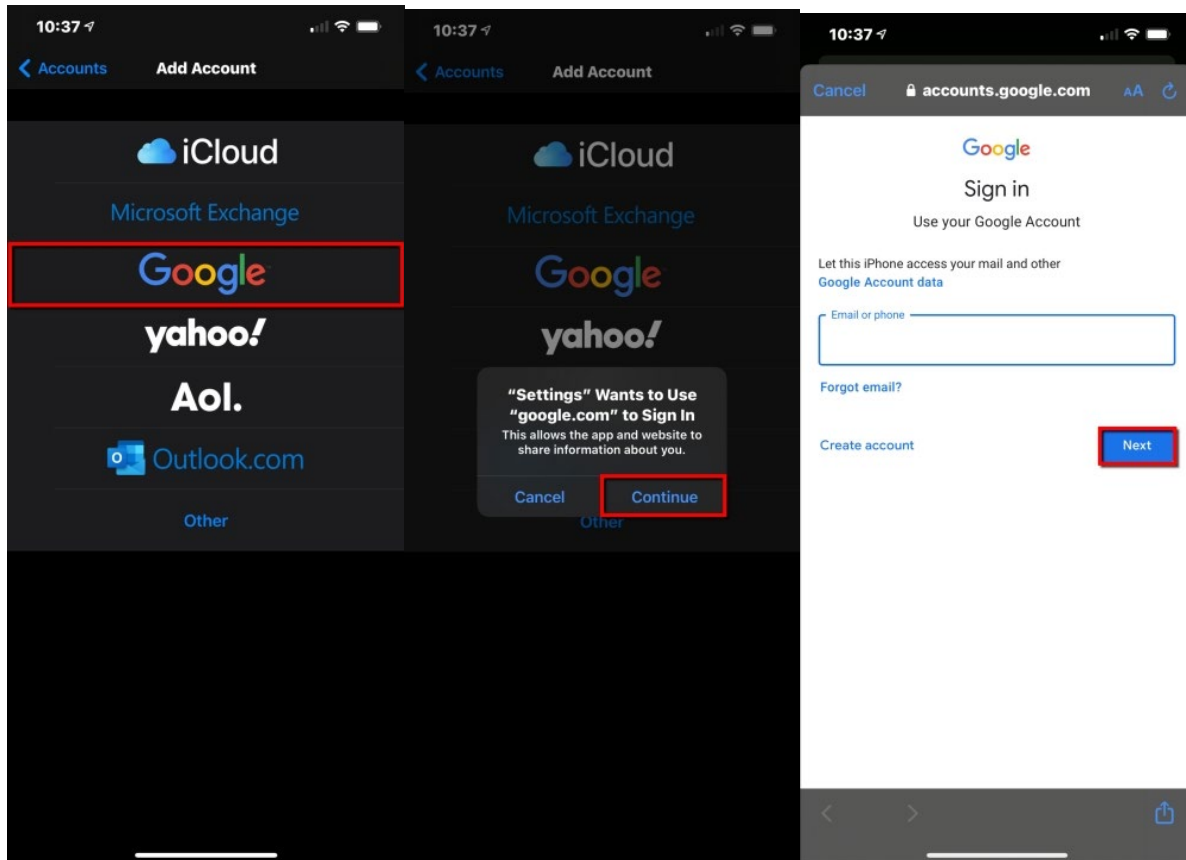 10:37
Accounts Add Account
iCloud
Microsoft Exchange
Google
yahoo!
Aol.
Outlook.com
Other
10:37
Accounts Add Account
iCloud
Microsoft Exchange
Google
yahoo!
"Settings" Wants to Use
"google.com" to Sign In
This allows the app and website to
share information about you.
Cancel Continue
Other
10:37
Cancel accounts.google.com AA
Google
Sign in
Use your Google Account
Let this iPhone access your mail and other
Google Account data
Email or phone
Forgot email?
Create account Next